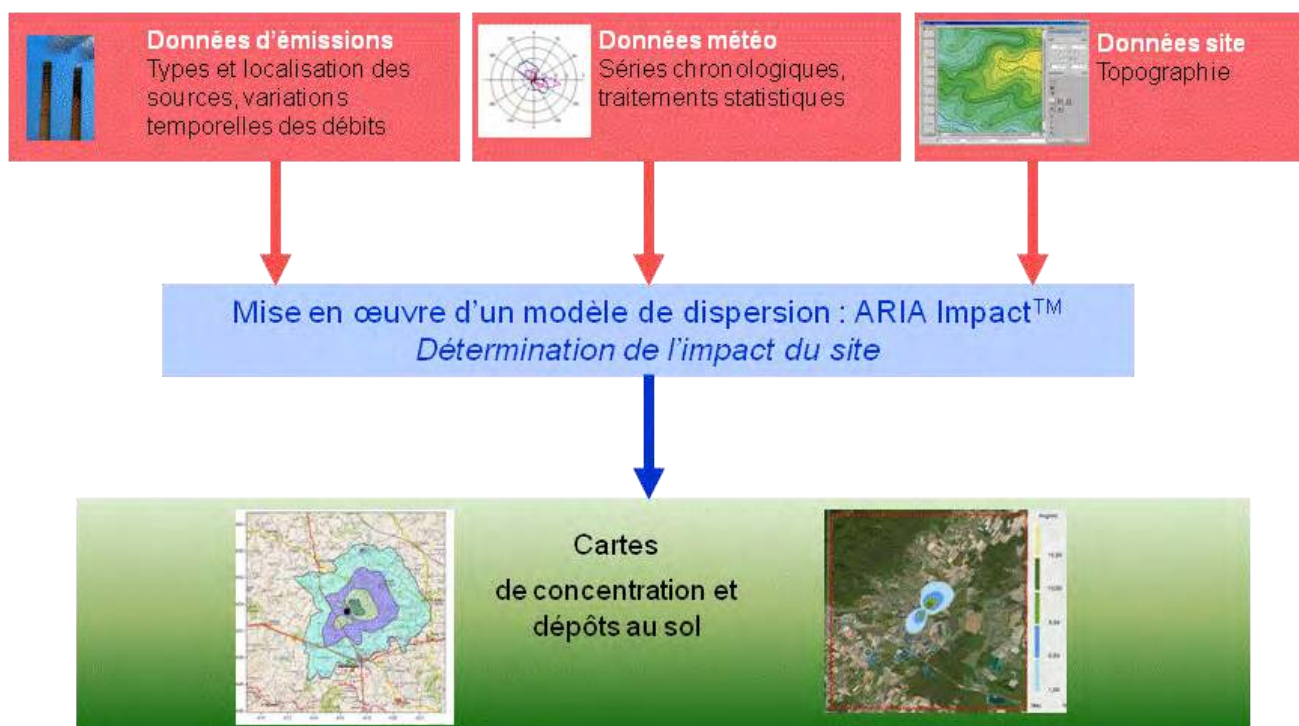 Données d'émissions
Types et localisation des
sources, variations
temporelles des débits
Données météo
Séries chronologiques,
traitements statistiques
Données site
Topographie
Mise en œuvre d'un modèle de dispersion : ARIA Impact™
Détermination de l'impact du site
Cartes
de concentration et
dépôts au sol